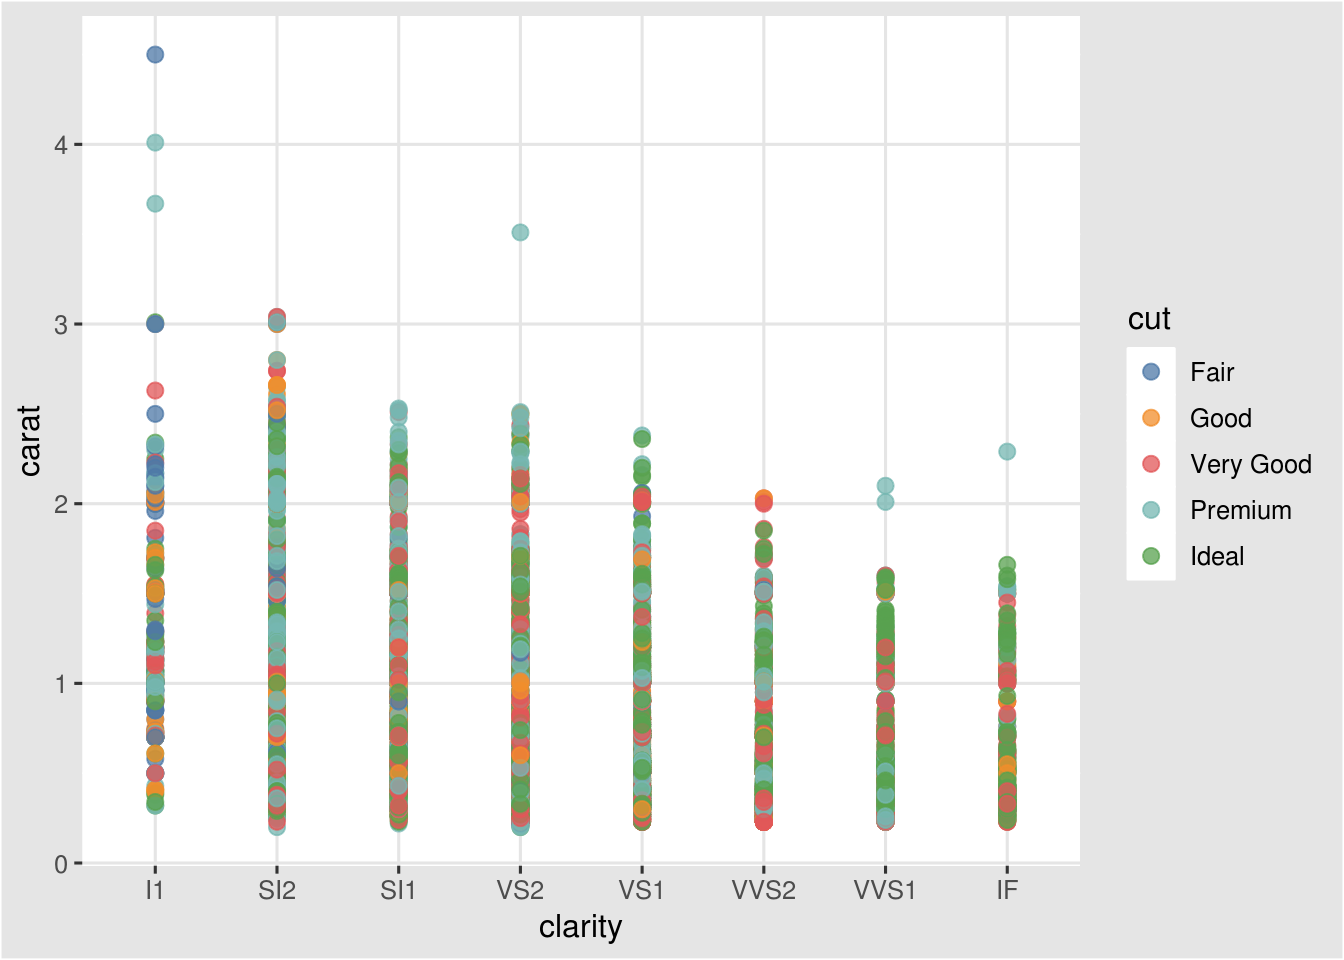 4
3
2
1
0
carat
I1 SI2 SI1 VS2 VS1 VVS2 VVS1 IF
clarity
cut
Fair
Good
Very Good
Premium
Ideal